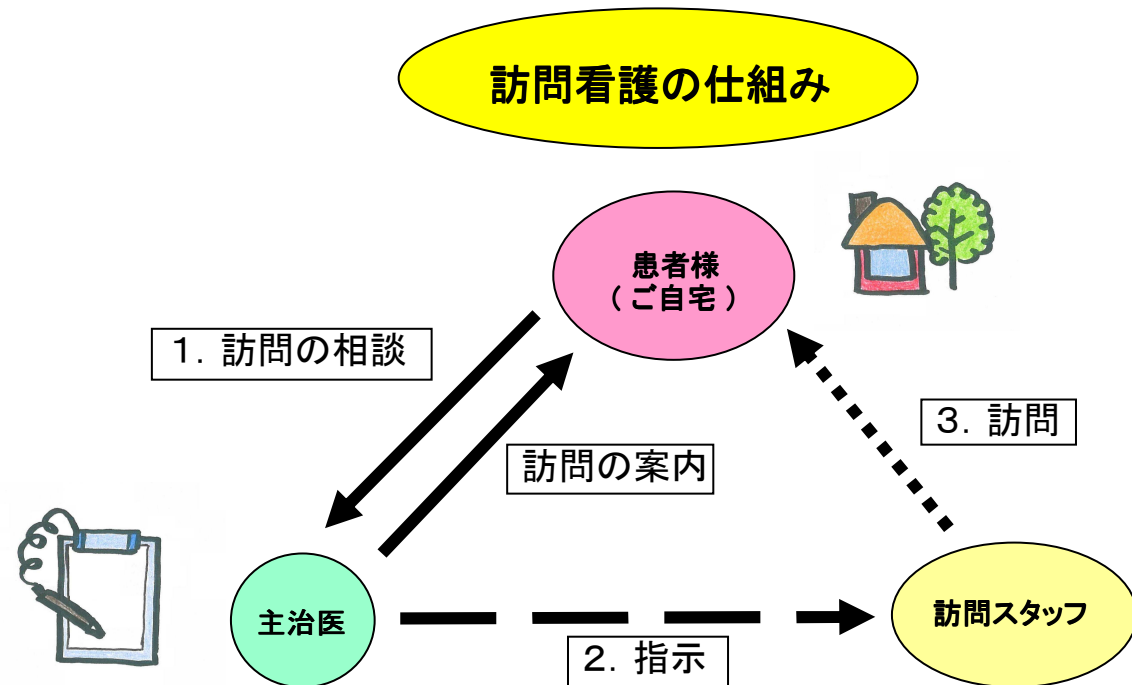 訪問看護の仕組み
患者様
（ご自宅）
１．訪問の相談
３．訪問
訪問の案内
主治医
訪問スタッフ
２．指示